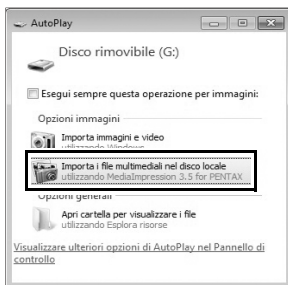 AutoPlay
Disco rimovibile (G:)
Esegui sempre questa operazione per immagini:
Opzioni immagini
Importa immagini e video
utilizzando Windows
Importa i file multimediali nel disco locale
utilizzando MediaImpression 3.5 for PENTAX
Opzioni generali
Apri cartella per visualizzare i file
utilizzando Esplora risorse
Visualizzare ulteriori opzioni di AutoPlay nel Pannello di
controllo